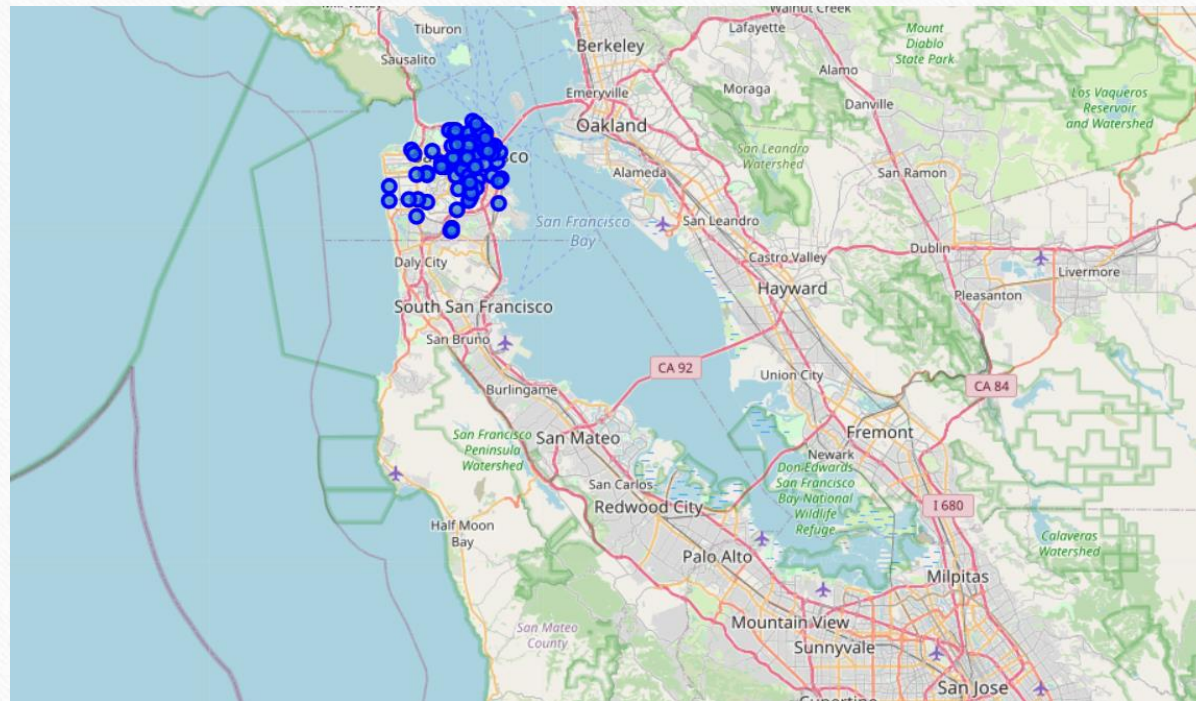 Tiburon
Sausalito
Berkeley
Emeryville
Oakland
Alameda
Walnut Creek
Lafayette
Moraga
Alamo
Danville
Mount
Diablo
State Park
Los Vaqueros
Reservoir
and Watershed
San Leandro
Watershed
San Ramon
San Leandro
San Francisco
Bay
Castro Valley
Hayward
Dublin
Livermore
Pleasanton
Daly City
South San Francisco
San Bruno
Burlingame
CA 92
Union City
CA 84
San Francisco
Peninsula
Watershed
San Mateo
San Carlos
Redwood City
Fremont
Newark
Don Edwards
San Francisco
Bay National
Wildlife
Refuge
I 680
Calaveras
Watershed
Half Moon
Bay
Palo Alto
Milpitas
San Mateo
County
Mountain View
Sunnyvale
San Jose